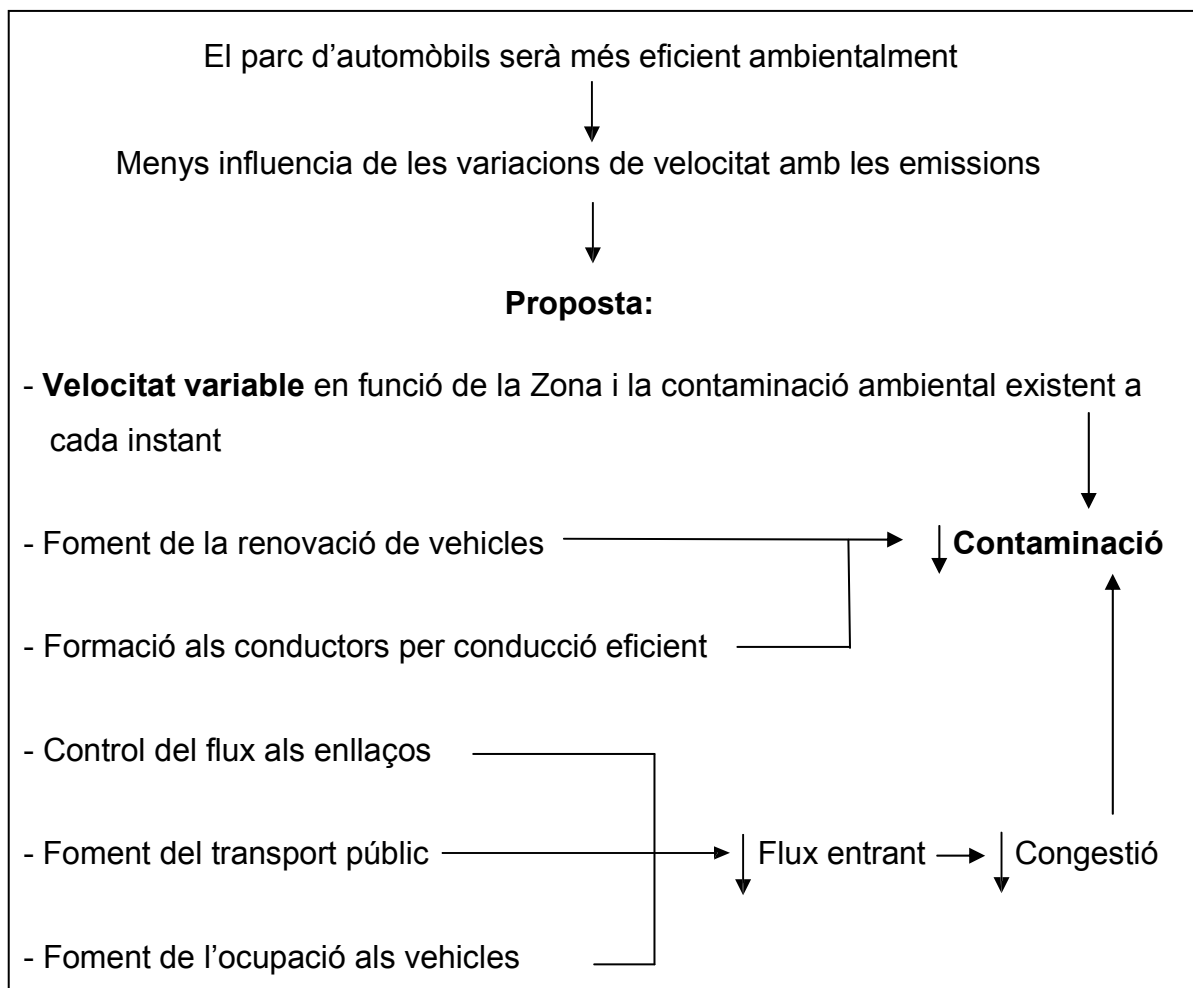 El parc d’automòbils serà més eficient ambientalment
Menys influencia de les variacions de velocitat amb les emissions
Proposta:
- Velocitat variable en funció de la Zona i la contaminació ambiental existent a
cada instant
- Foment de la renovació de vehicles
Contaminació
- Formació als conductors per conducció eficient
- Control del flux als enllaços
- Foment del transport públic
Flux entrant
Congestió
- Foment de l’ocupació als vehicles